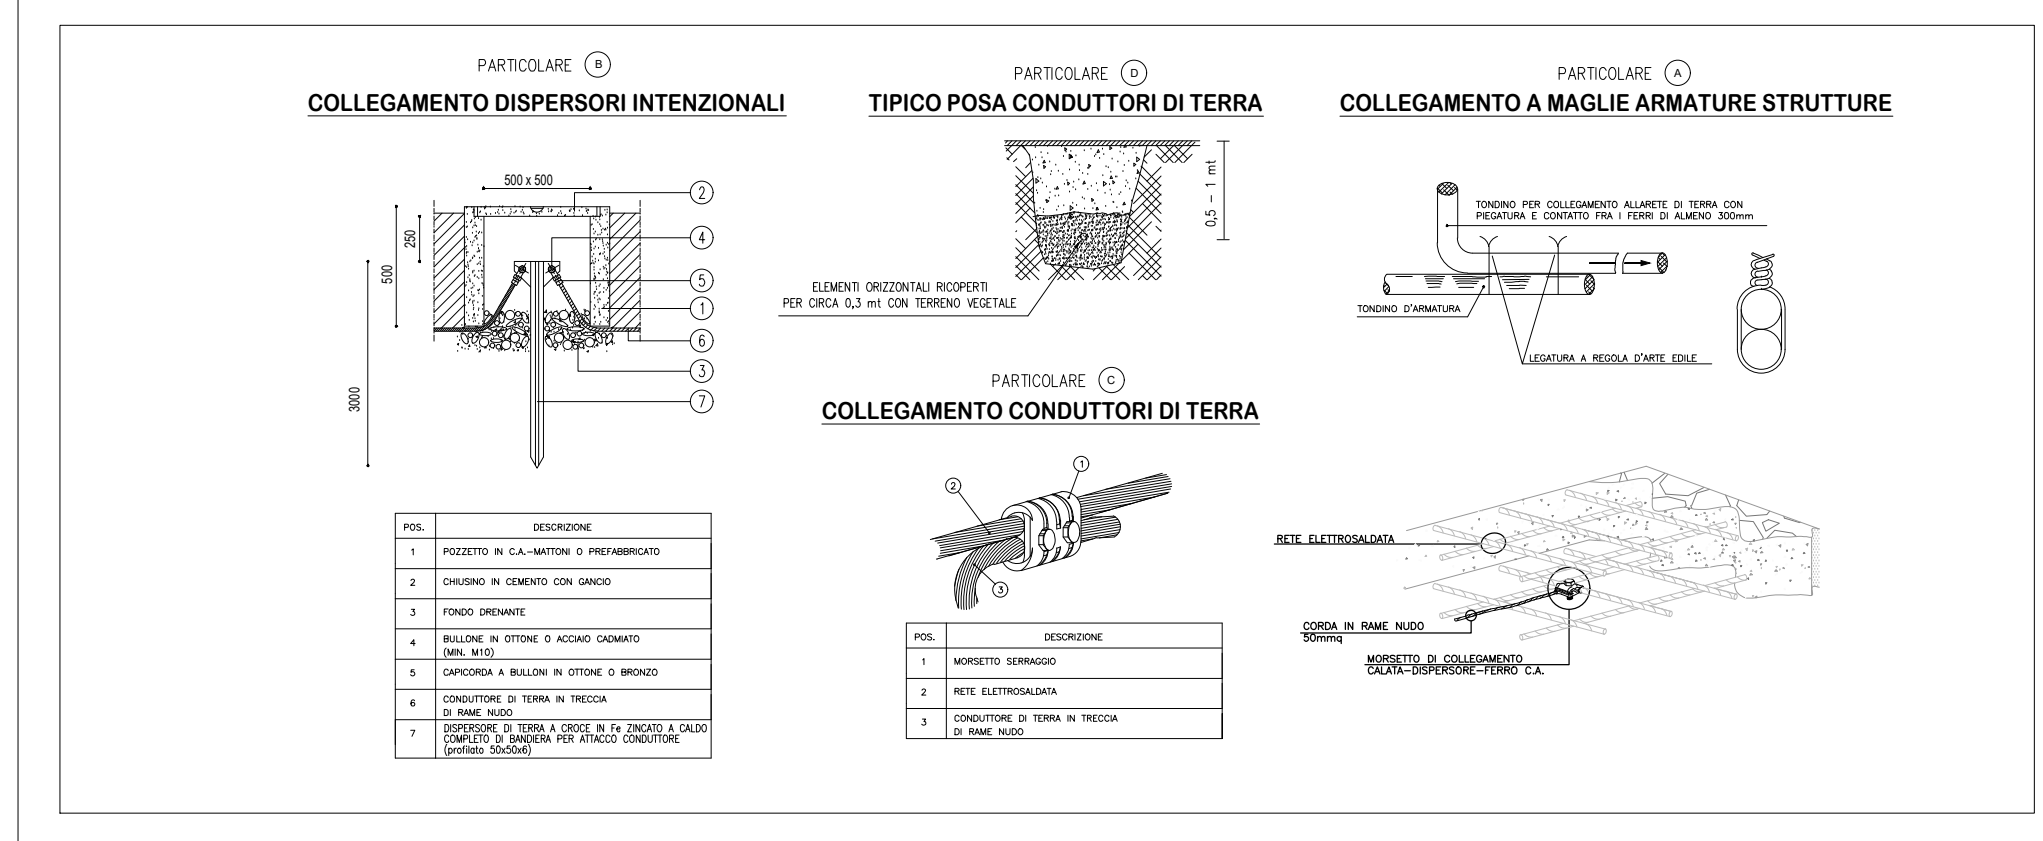 PARTICOLARE B
COLLEGAMENTO DISPERSORI INTENZIONALI
500 x 500
250
500
3000
2
4
5
1
6
3
7
POS. DESCRIZIONE
1 POZZETTO IN C.A.-MATTONI O PREFABBRICATO
2 CHIUSINO IN CEMENTO CON GANCIO
3 FONDO DRENANTE
4 BULLONE IN OTTONE O ACCIAIO CADMIATO
(MIN. M10)
5 CAPICORDA A BULLONI IN OTTONE O BRONZO
6 CONDUTTORE DI TERRA IN TRECCIA
DI RAME NUDO
7 DISPERSORE DI TERRA A CROCE IN Fe ZINCATO A CALDO
COMPLETO DI BANDIERA PER ATTACCO CONDUTTORE
(profilato 50x50x6)
PARTICOLARE D
TIPICO POSA CONDUTTORI DI TERRA
0,5 - 1 mt
ELEMENTI ORIZZONTALI RICOPERTI
PER CIRCA 0,3 mt CON TERRENO VEGETALE
PARTICOLARE C
COLLEGAMENTO CONDUTTORI DI TERRA
1
2
3
POS. DESCRIZIONE
1 MORSETTO SERRAGGIO
2 RETE ELETTROSALDATA
3 CONDUTTORE DI TERRA IN TRECCIA
DI RAME NUDO
PARTICOLARE A
COLLEGAMENTO A MAGLIE ARMATURE STRUTTURE
TONDINO PER COLLEGAMENTO ALLARETE DI TERRA CON
PIEGATURA E CONTATTO FRA I FERRI DI ALMENO 300mm
TONDINO D'ARMATURA
LEGATURA A REGOLA D'ARTE EDILE
RETE ELETTROSALDATA
CORDA IN RAME NUDO
50mmq
MORSETTO DI COLLEGAMENTO
CALATA-DISPERSORE-FERRO C.A.